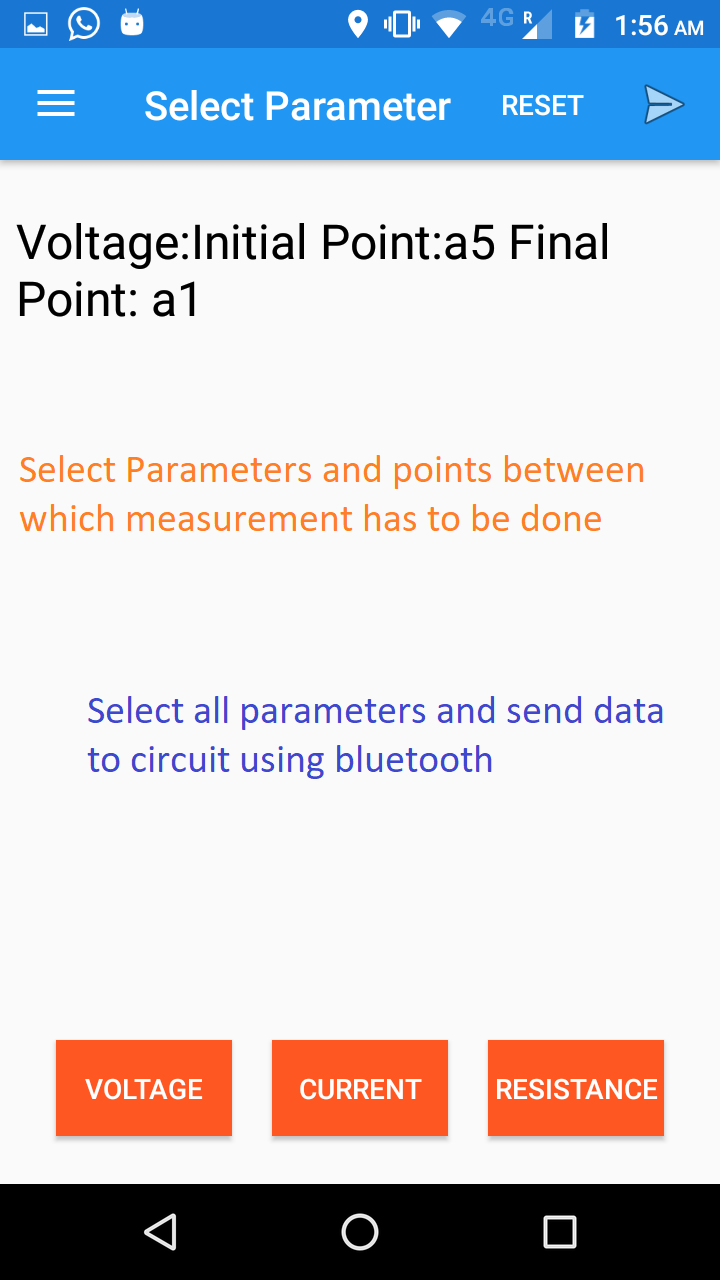 4G R 1:56 AM
Select Parameter RESET
Voltage:Initial Point:a5 Final
Point: a1
Select Parameters and points between
which measurement has to be done
Select all parameters and send data
to circuit using bluetooth
VOLTAGE CURRENT RESISTANCE